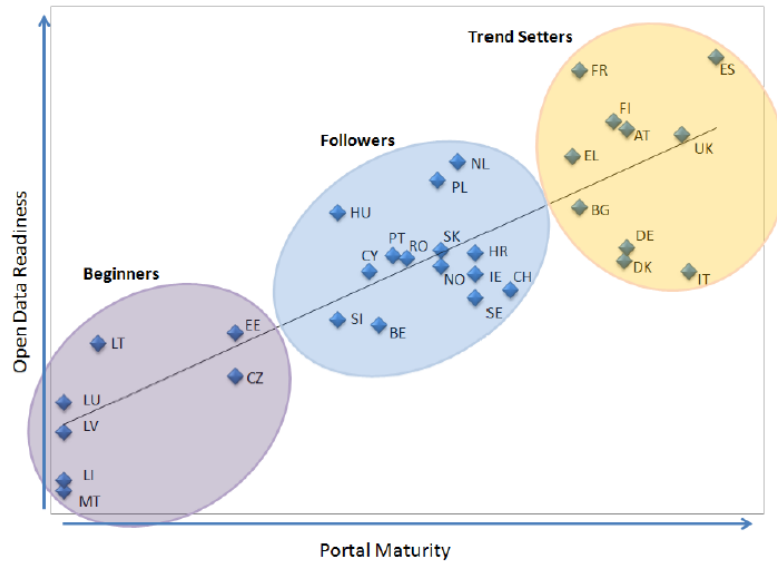 Trend Setters
ES
FR
FI
AT
UK
Followers
NL
EL
PL
HU
BG
SK
PT
RO
HR
DE
CY
NO
IE
CH
DK
IT
SE
Beginners
SI
BE
EE
LT
CZ
LU
LV
LI
MT
Open Data Readiness
Portal Maturity